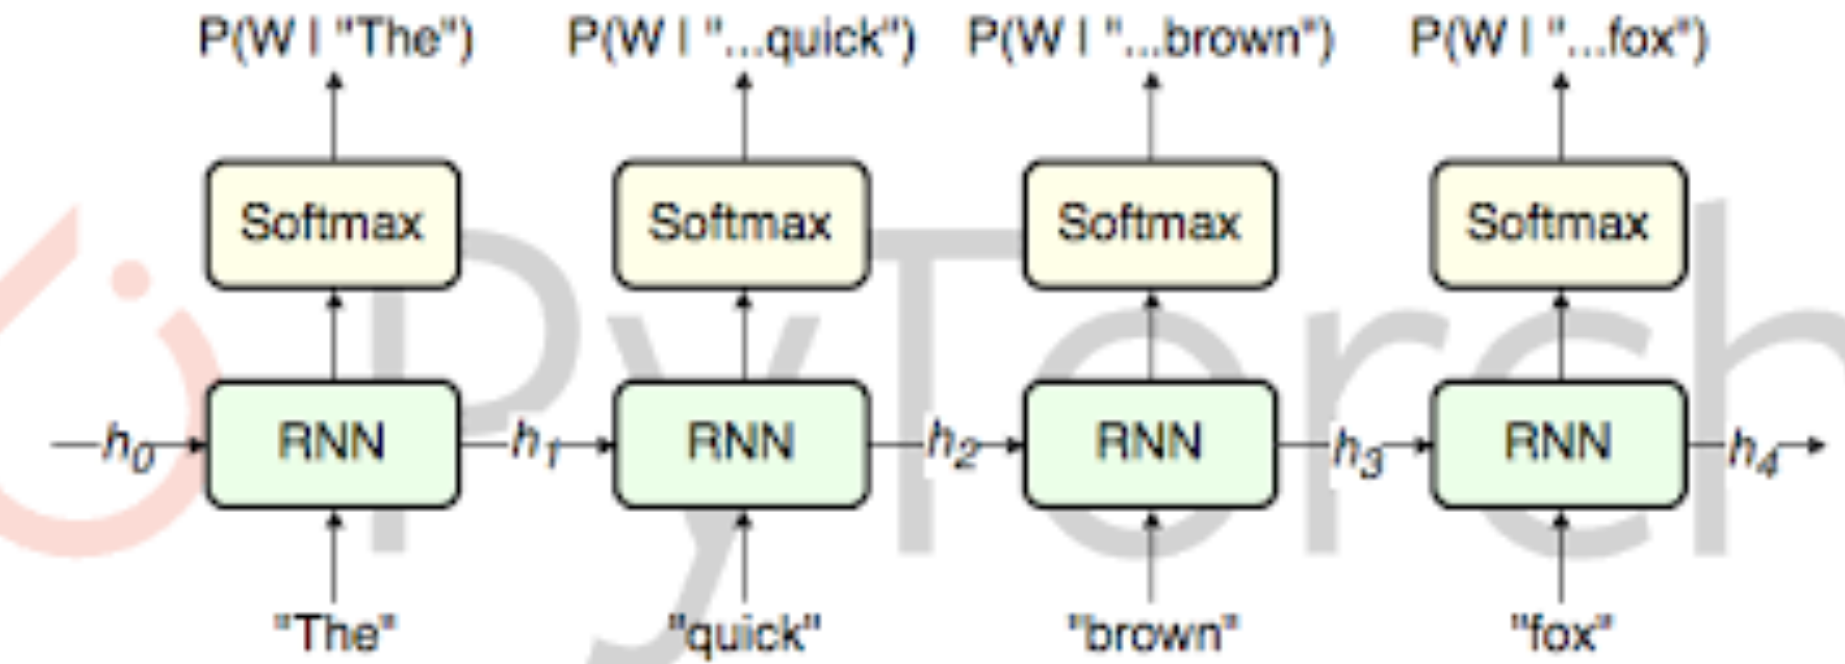 P(W | "The") P(W | "...quick") P(W | "...brown") P(W | "...fox")
Softmax Softmax Softmax Softmax
PyTorch
h0 RNN h1 RNN h2 RNN h3 RNN h4
"The" "quick" "brown" "fox"